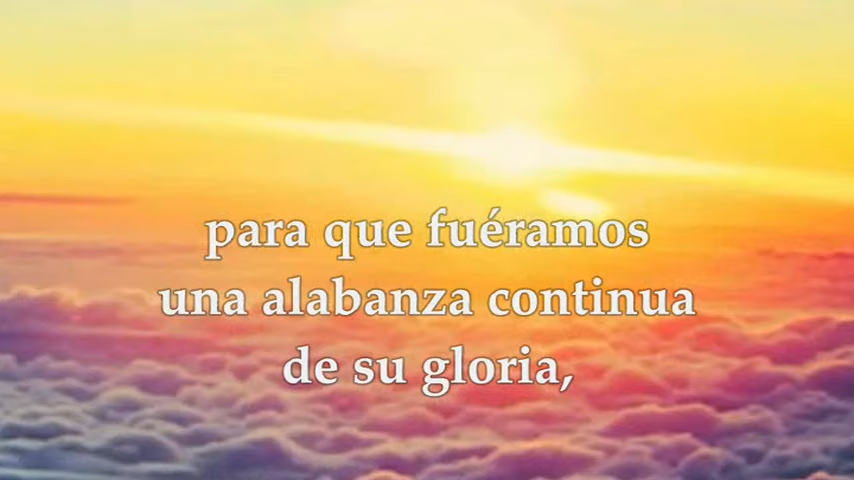 para que fuéramos
una alabanza continua
de su gloria,